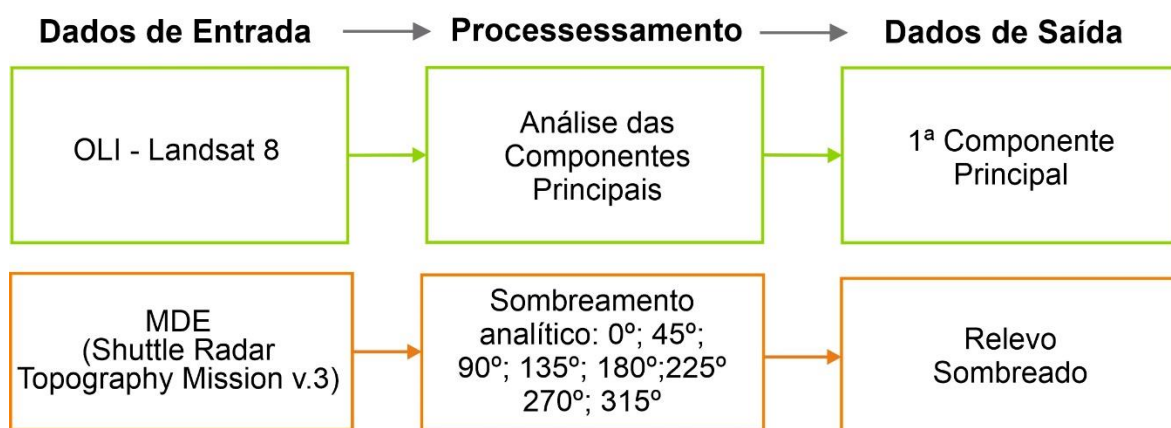 Dados de Entrada
Processessamento
Dados de Saída
OLI - Landsat 8
Análise das
Componentes
Principais
1ª Componente
Principal
MDE
(Shuttle Radar
Topography Mission v.3)
Sombreamento
analítico: 0º; 45º;
90º; 135º; 180º;225º
270º; 315º
Relevo
Sombreado